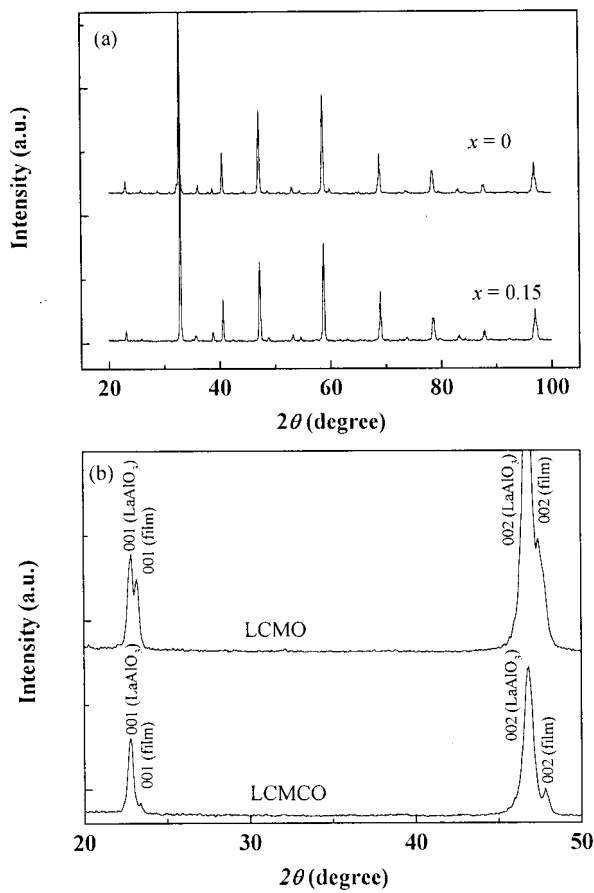 (a)
Intensity (a.u.)
x = 0
x = 0.15
20 40 60 80 100
2θ (degree)
(b)
Intensity (a.u.)
001 (LaAlO3)
001 (film)
002 (LaAlO3)
002 (film)
LCMO
001 (LaAlO3)
001 (film)
002 (LaAlO3)
002 (film)
LCMCO
20 30 40 50
2θ (degree)